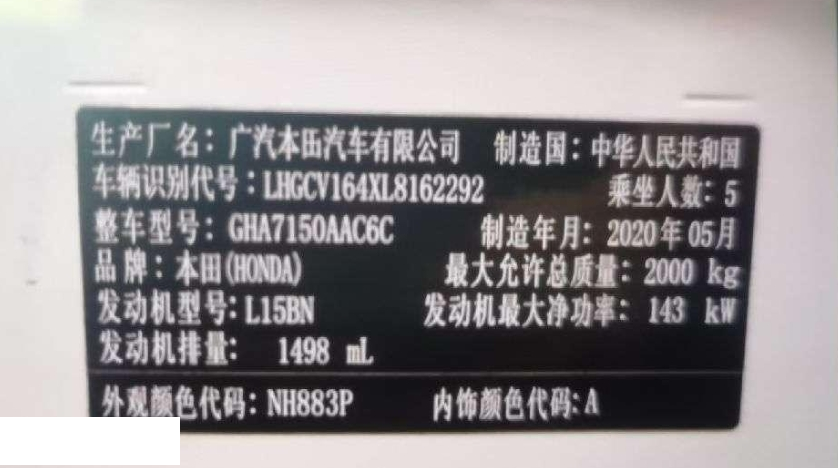 生产厂名：广汽本田汽车有限公司 制造国：中华人民共和国
车辆识别代号：LHGCV164XL8162292 乘坐人数：5
整车型号：GHA7150AAC6C 制造年月：2020年05月
品牌：本田(HONDA) 最大允许总质量：2000 kg
发动机型号：L15BN 发动机最大净功率：143 kW
发动机排量：1498 mL
外观颜色代码：NH883P 内饰颜色代码：A